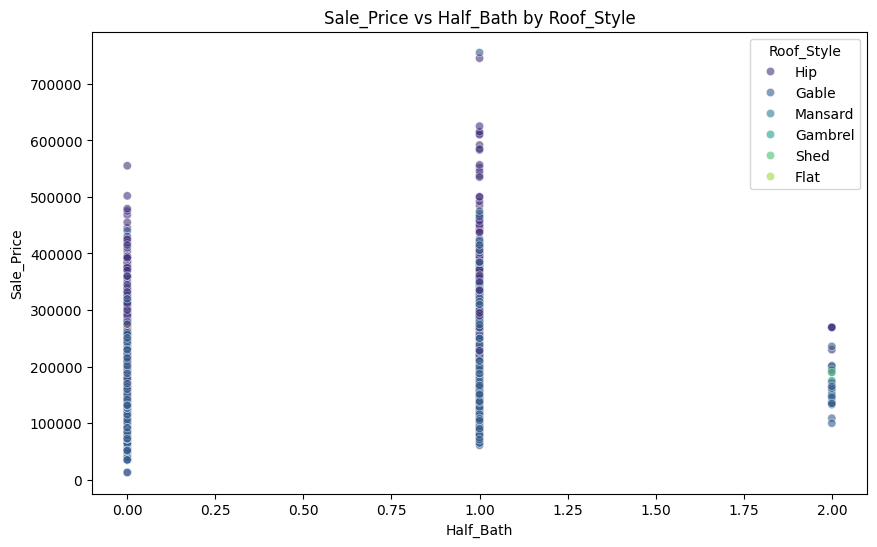 Sale_Price vs Half_Bath by Roof_Style
Roof_Style
Hip
Gable
Mansard
Gambrel
Shed
Flat
Sale_Price
700000
600000
500000
400000
300000
200000
100000
0
0.00 0.25 0.50 0.75 1.00 1.25 1.50 1.75 2.00
Half_Bath